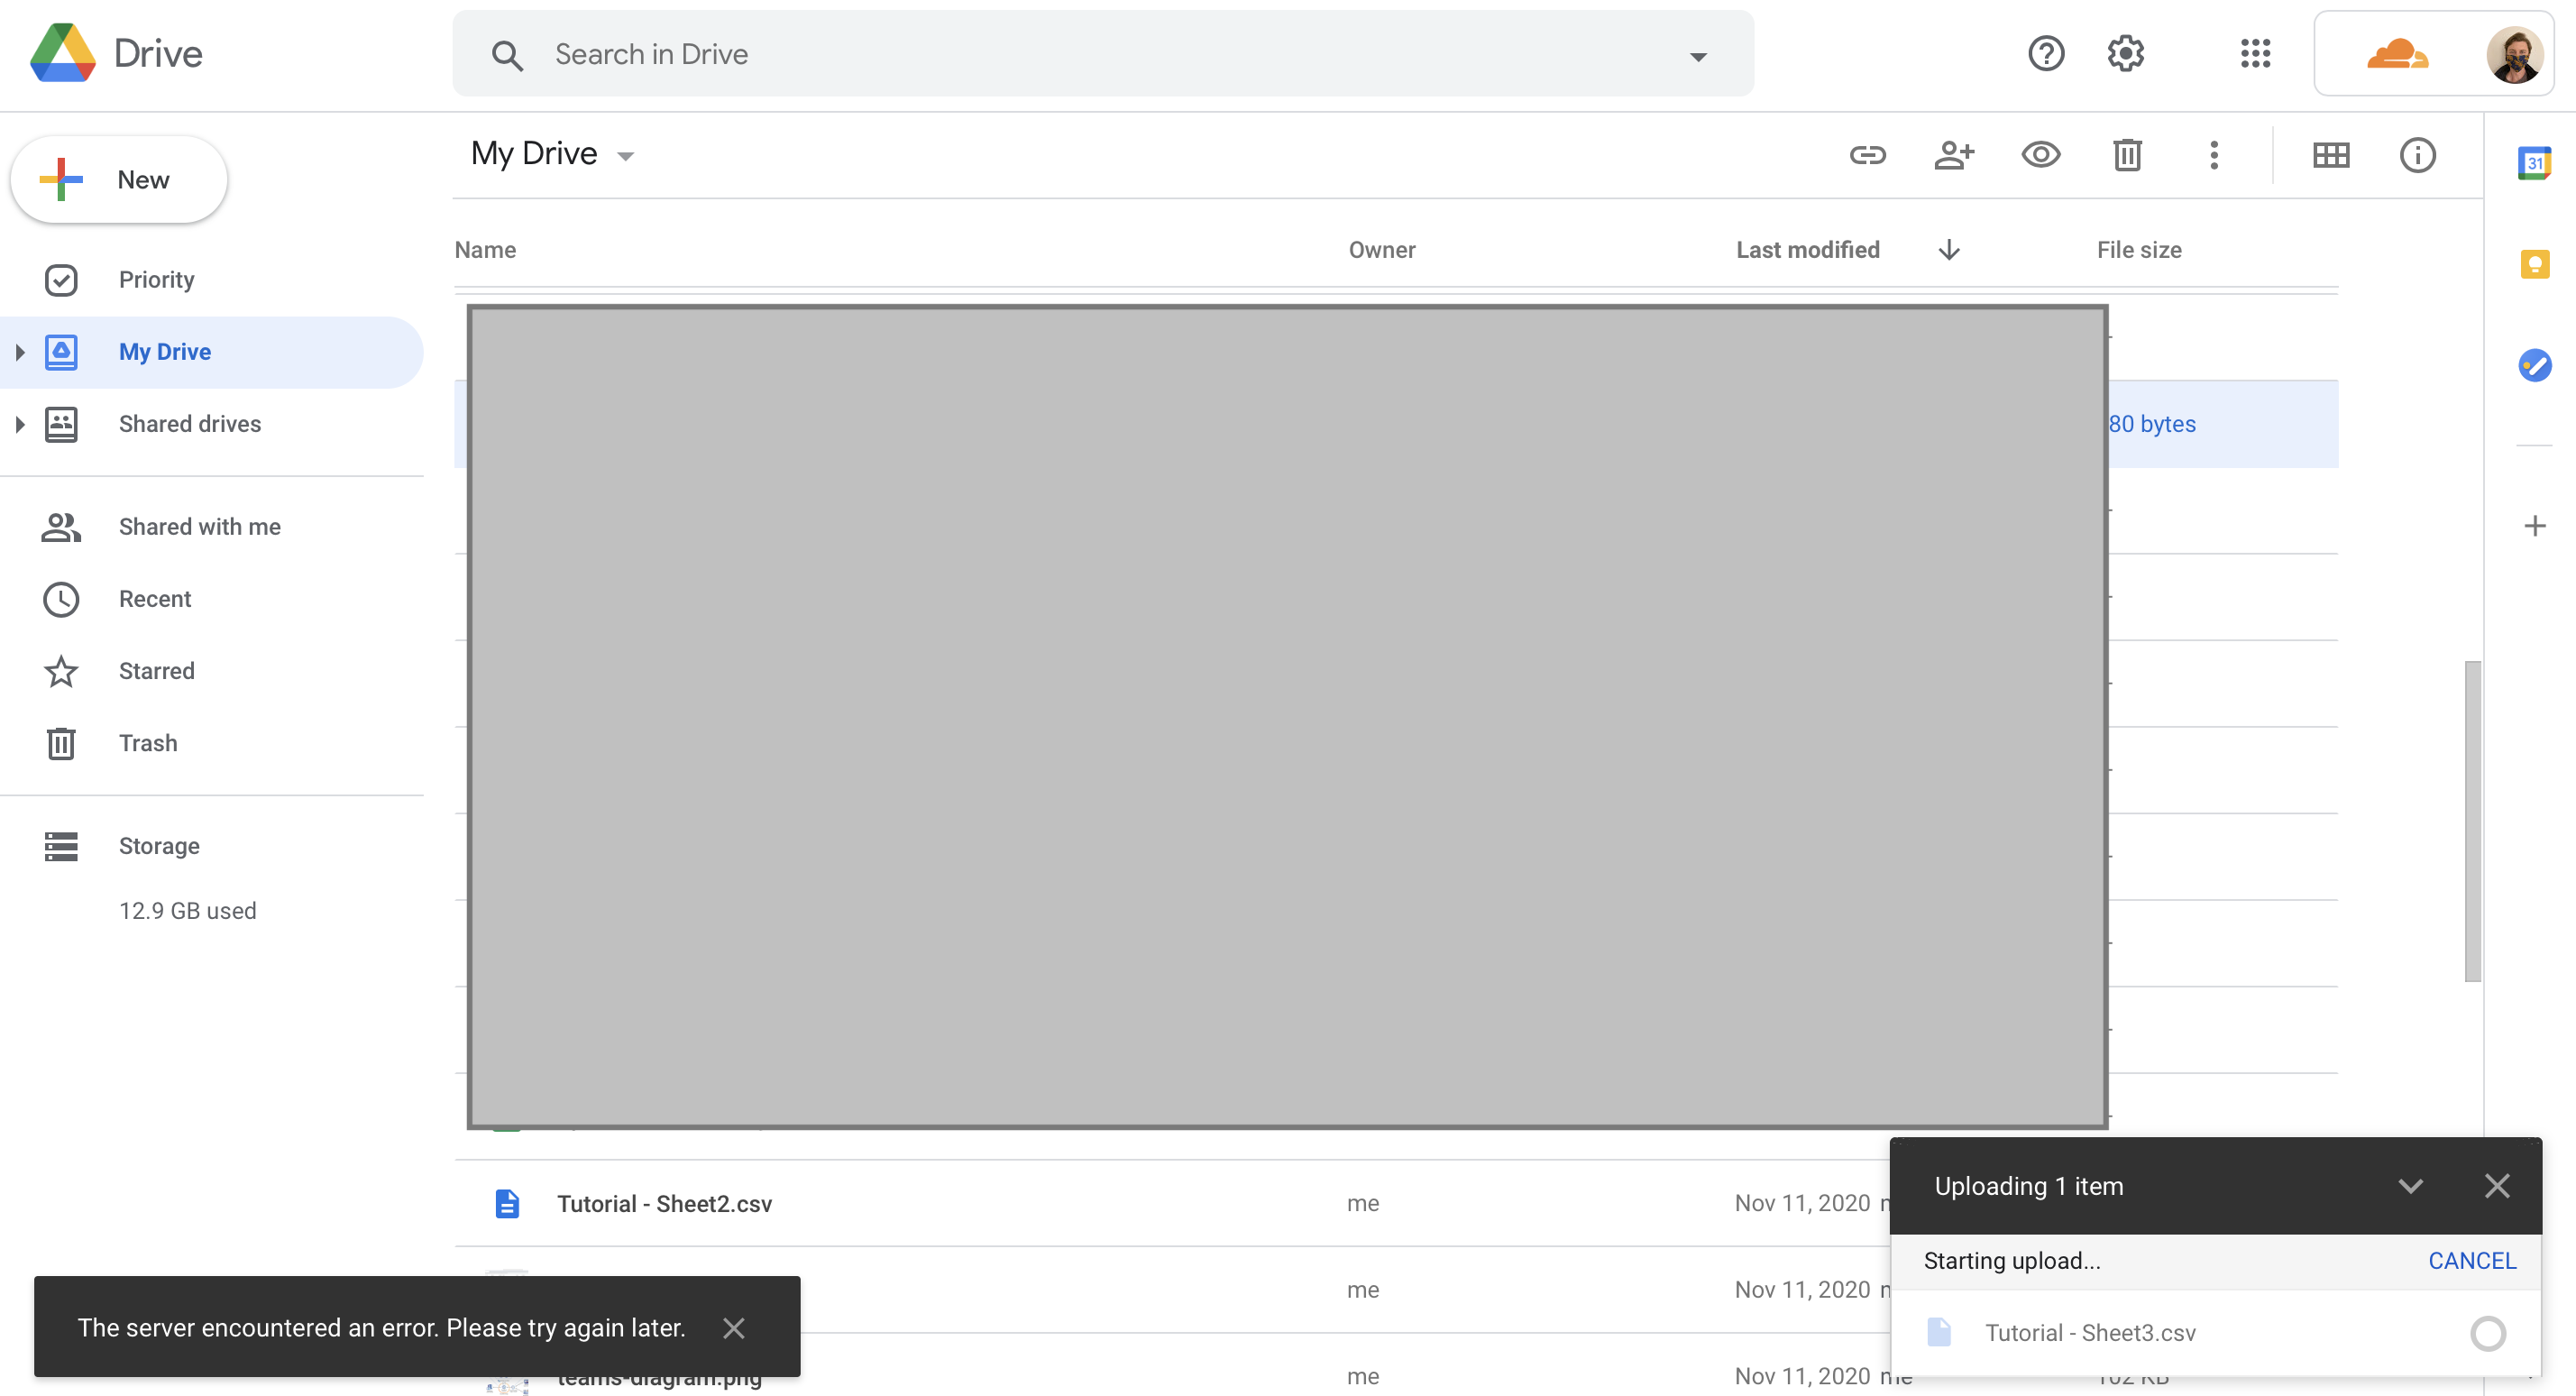 Drive
Search in Drive
New
My Drive
Name Owner Last modified File size
Priority
My Drive
Shared drives
80 bytes
31
Shared with me
Recent
Starred
Trash
Storage
12.9 GB used
Tutorial - Sheet2.csv me Nov 11, 2020
me Nov 11, 2020
teams-diagram.png me Nov 11, 2020 me 102 KB
Uploading 1 item
Starting upload... CANCEL
Tutorial - Sheet3.csv
The server encountered an error. Please try again later.